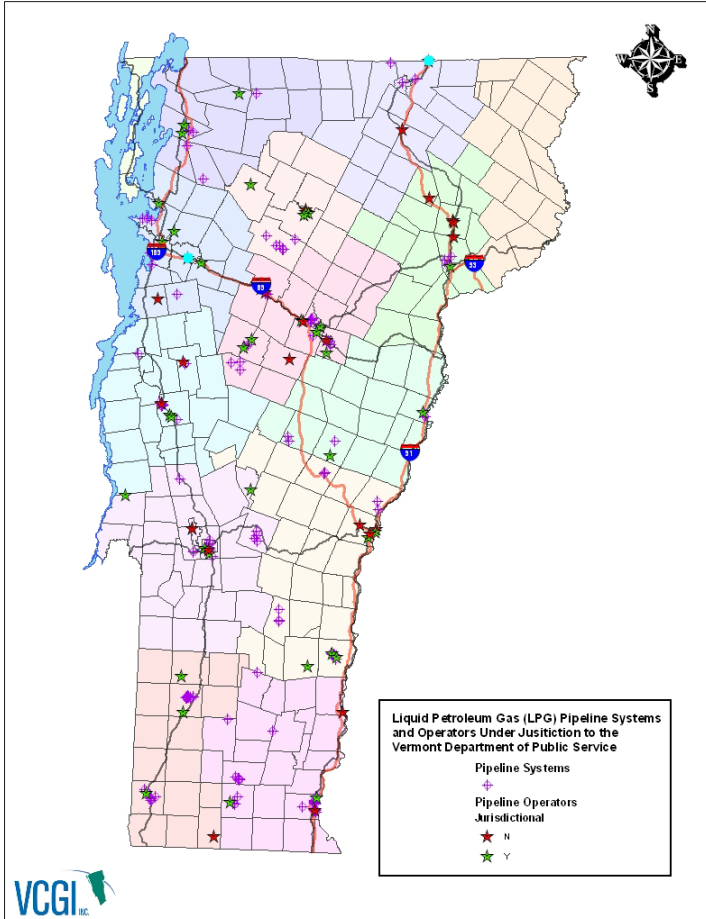 N
W E
S
189
89
93
91
Liquid Petroleum Gas (LPG) Pipeline Systems
and Operators Under Jusitiction to the
Vermont Department of Public Service
Pipeline Systems
Pipeline Operators
Jurisdictional
N
Y
VCGI INC.